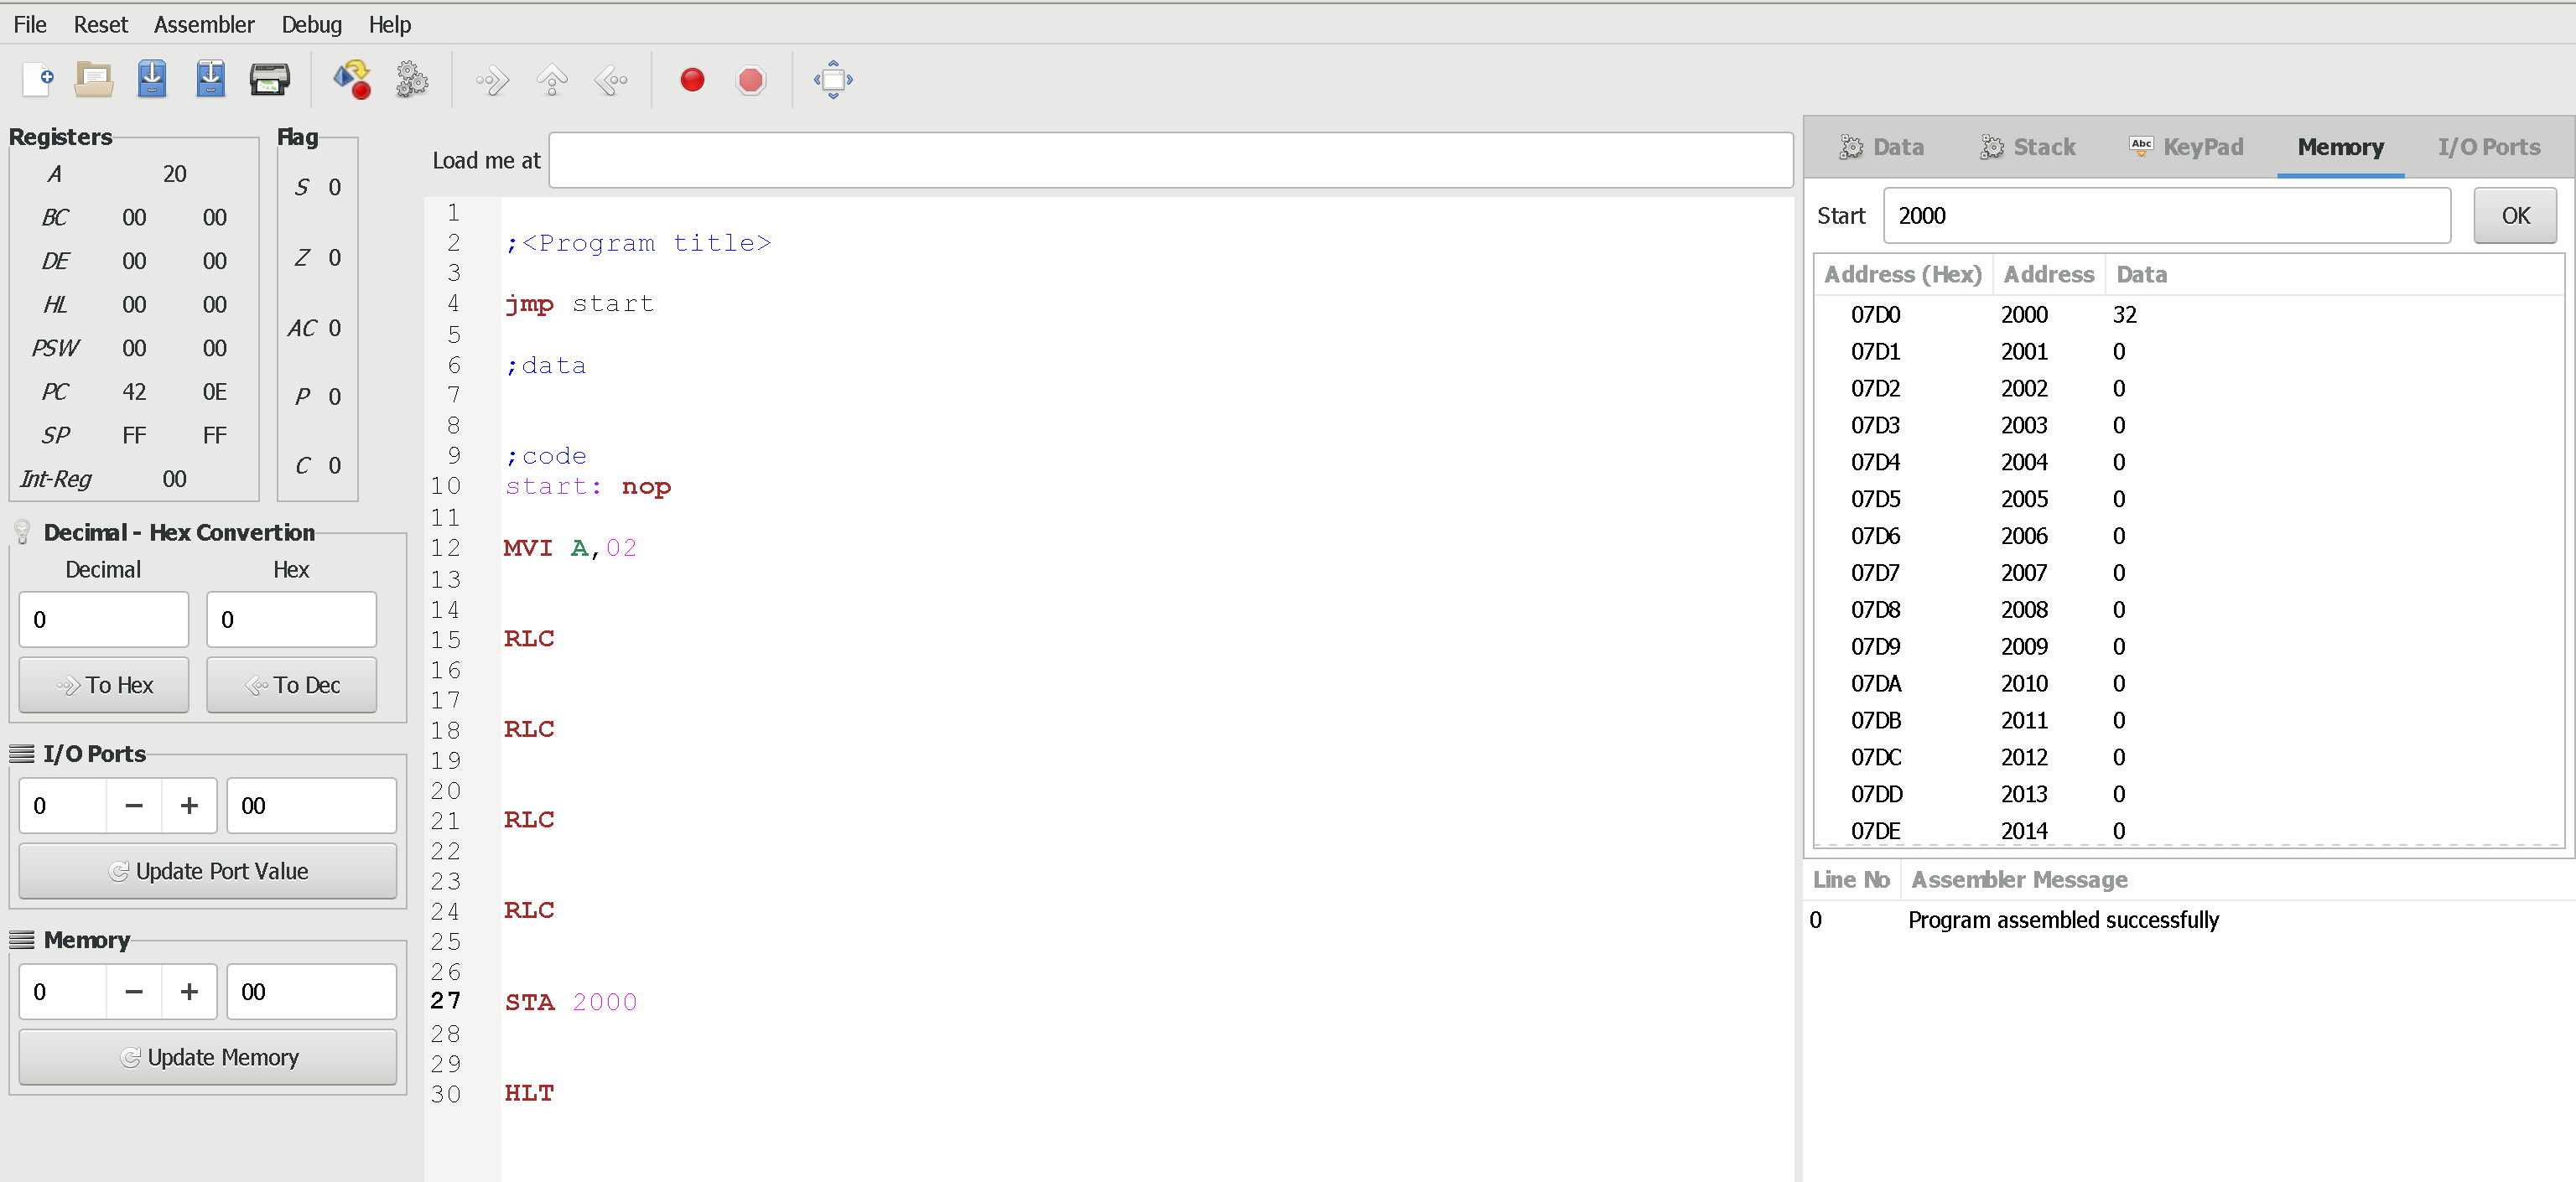 File Reset Assembler Debug Help
Registers
A 20
BC 00 00
DE 00 00
HL 00 00
PSW 00 00
PC 42 0E
SP FF FF
Int-Reg 00
Flag
S 0
Z 0
AC 0
P 0
C 0
Decimal - Hex Convertion
Decimal Hex
0 0
To Hex To Dec
I/O Ports
0 − + 00
Update Port Value
Memory
0 − + 00
Update Memory
Load me at
1
2 ;<Program title>
3
4 jmp start
5
6 ;data
7
8
9 ;code
10 start: nop
11
12 MVI A,02
13
14
15 RLC
16
17
18 RLC
19
20
21 RLC
22
23
24 RLC
25
26
27 STA 2000
28
29
30 HLT
Data Stack Abc KeyPad Memory I/O Ports
Start 2000 OK
Address (Hex) Address Data
07D0 2000 32
07D1 2001 0
07D2 2002 0
07D3 2003 0
07D4 2004 0
07D5 2005 0
07D6 2006 0
07D7 2007 0
07D8 2008 0
07D9 2009 0
07DA 2010 0
07DB 2011 0
07DC 2012 0
07DD 2013 0
07DE 2014 0
Line No Assembler Message
0 Program assembled successfully